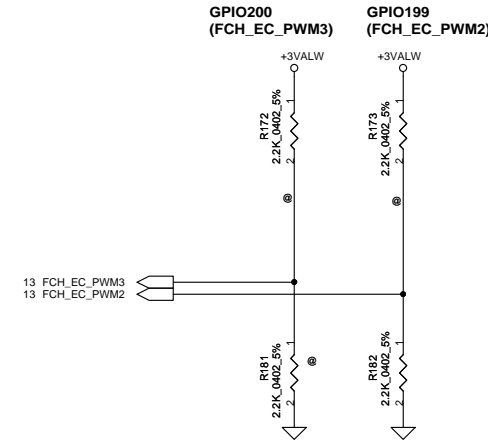 GPIO200
(FCH_EC_PWM3)
GPIO199
(FCH_EC_PWM2)
+3VALW
+3VALW
1
R172
2.2K_0402_5%
2
@
1
R173
2.2K_0402_5%
2
@
13 FCH_EC_PWM3
13 FCH_EC_PWM2
1
R181
2.2K_0402_5%
2
@
1
R182
2.2K_0402_5%
2